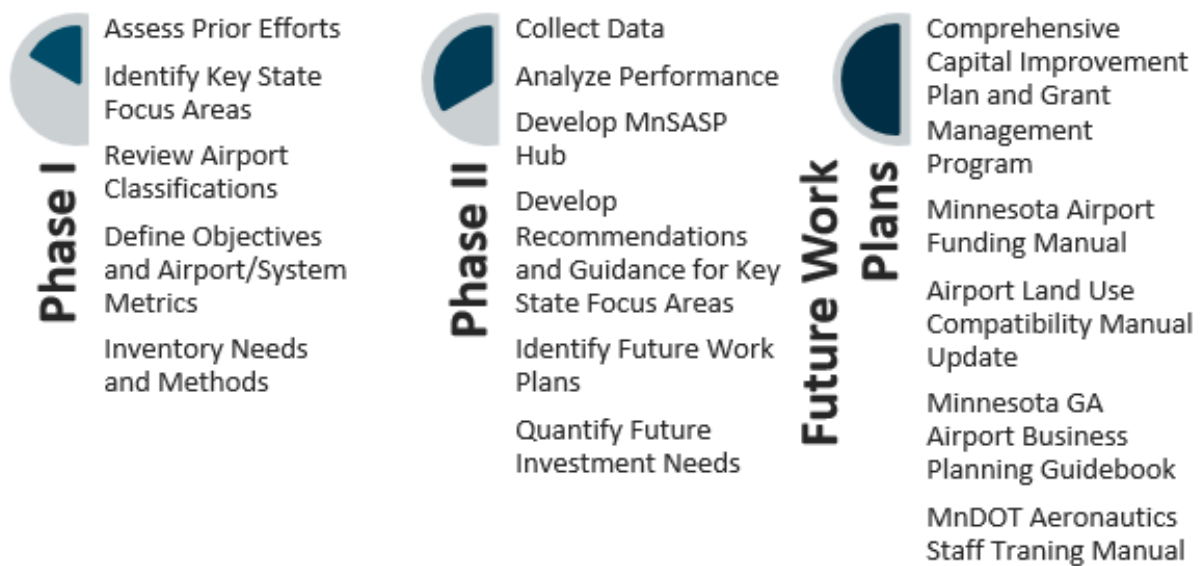 Phase I
Assess Prior Efforts
Identify Key State
Focus Areas
Review Airport
Classifications
Define Objectives
and Airport/System
Metrics
Inventory Needs
and Methods
Phase II
Collect Data
Analyze Performance
Develop MnSASP
Hub
Develop
Recommendations
and Guidance for Key
State Focus Areas
Identify Future Work
Plans
Quantify Future
Investment Needs
Future Work
Plans
Comprehensive
Capital Improvement
Plan and Grant
Management
Program
Minnesota Airport
Funding Manual
Airport Land Use
Compatibility Manual
Update
Minnesota GA
Airport Business
Planning Guidebook
MnDOT Aeronautics
Staff Traning Manual